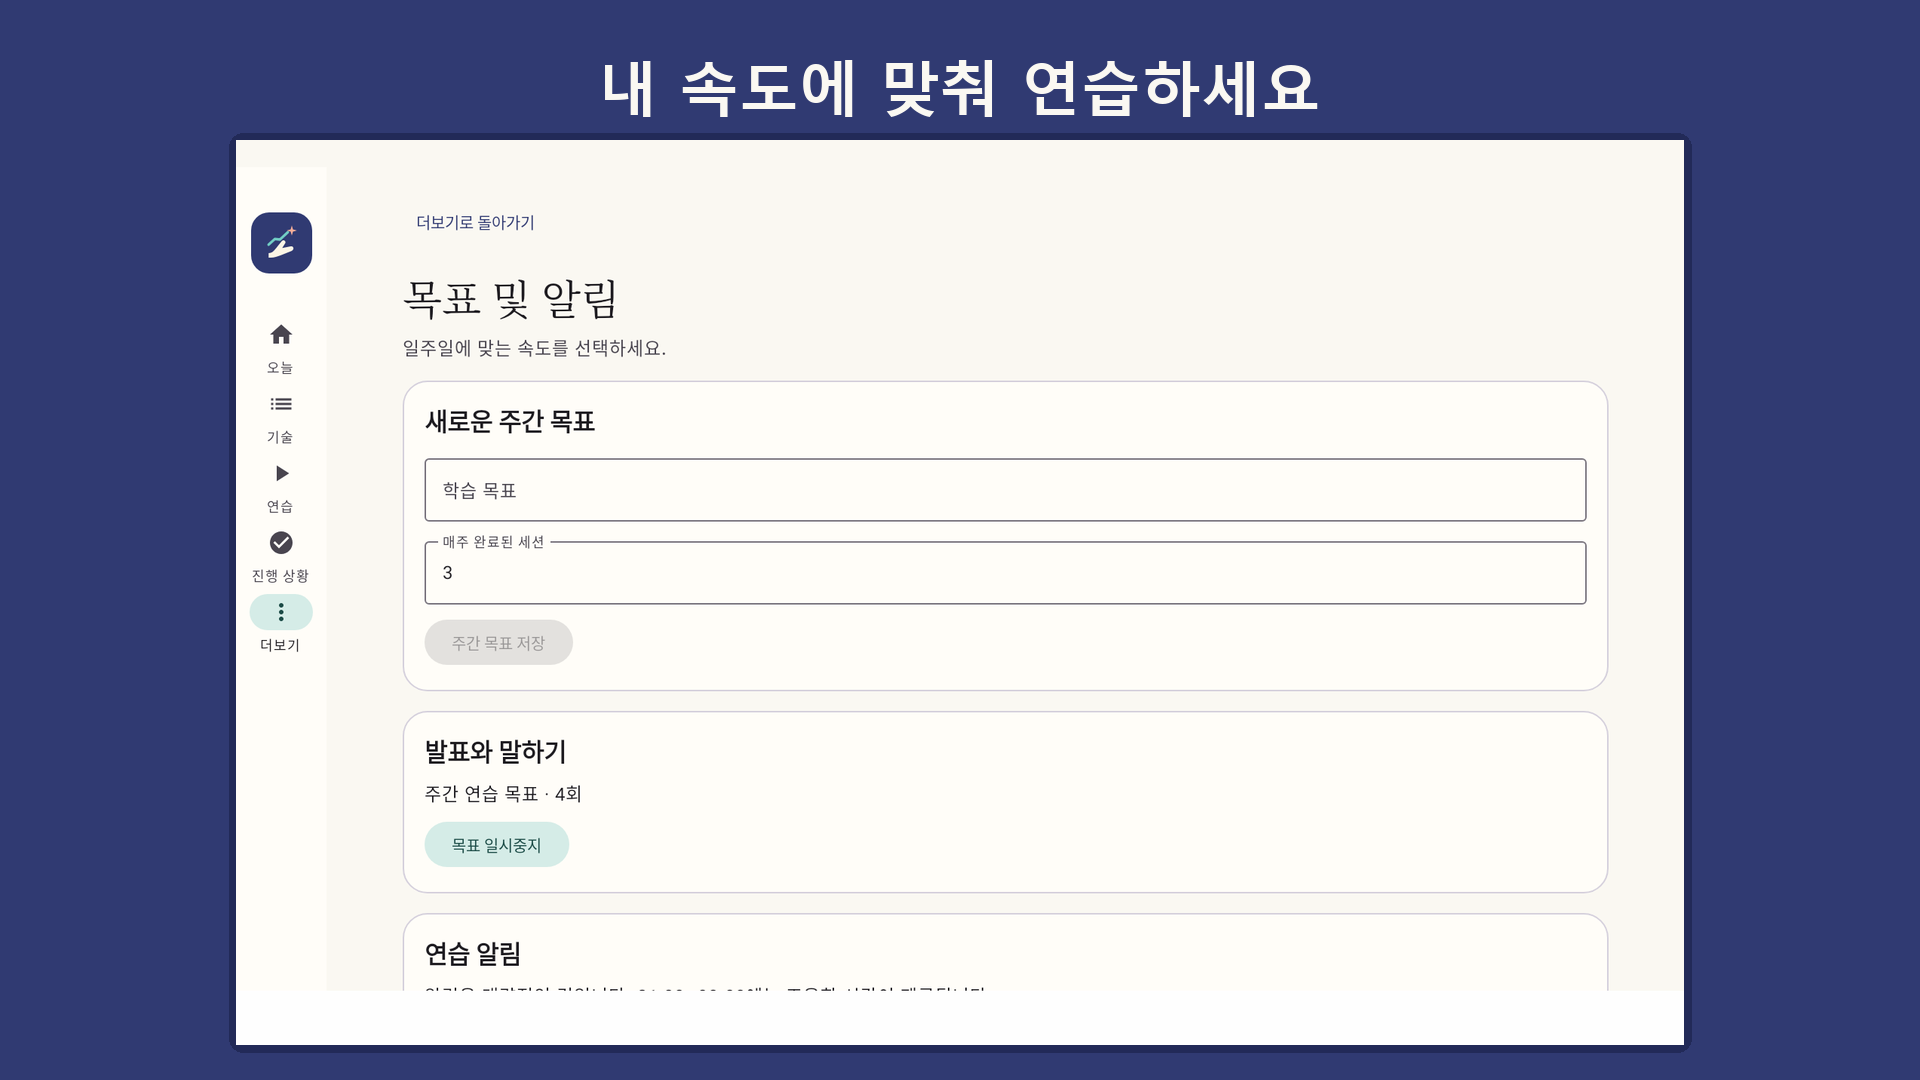 내 속도에 맞춰 연습하세요
더보기로 돌아가기
목표 및 알림
일주일에 맞는 속도를 선택하세요.
새로운 주간 목표
학습 목표
매주 완료된 세션
3
주간 목표 저장
발표와 말하기
주간 연습 목표 · 4회
목표 일시중지
연습 알림
오늘
기술
연습
진행 상황
더보기